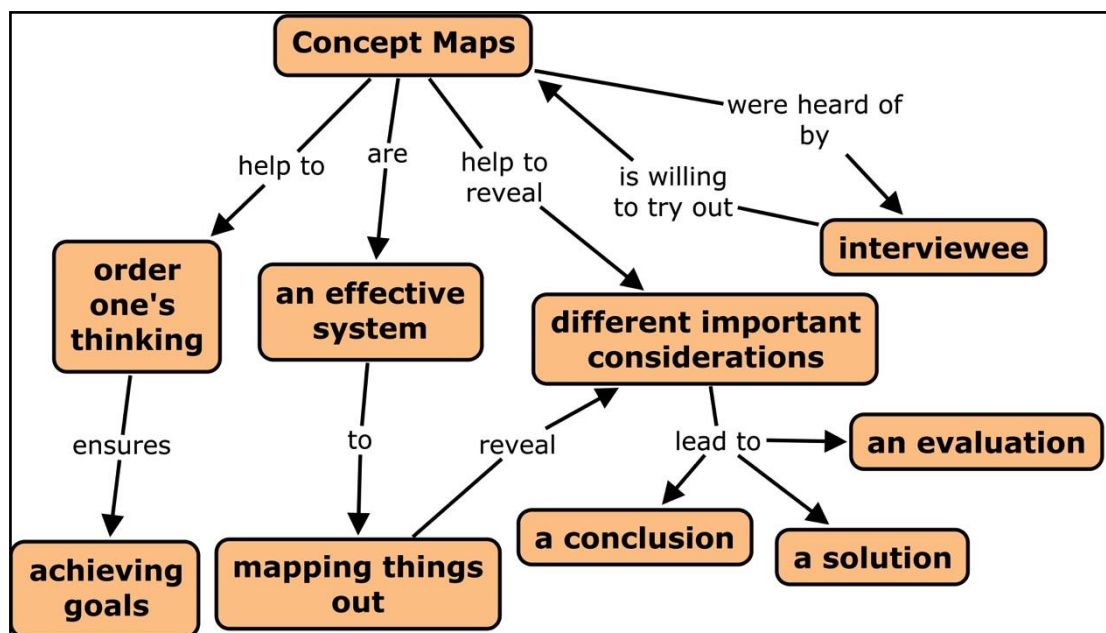 Concept Maps
were heard of
by
help to
are
help to
reveal
is willing
to try out
interviewee
order
one's
thinking
an effective
system
different important
considerations
ensures
to
reveal
lead to
an evaluation
a conclusion
a solution
achieving
goals
mapping things
out